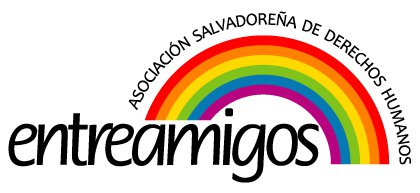 ASOCIACIÓN SALVADOREÑA DE DERECHOS HUMANOS
entreamigos